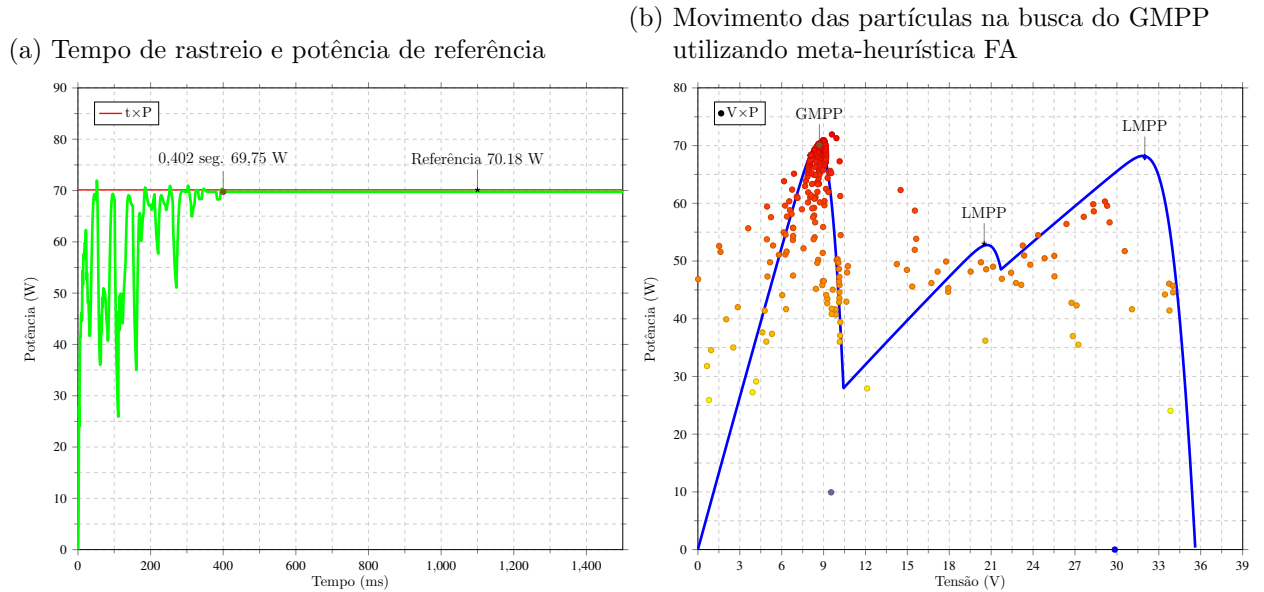 (a) Tempo de rastreio e potência de referência
90
80
70
60
50
40
30
20
10
0
Potência (W)
t×P
0,402 seg. 69,75 W
Referência 70.18 W
0
200
400
600
800
1,000
1,200
1,400
Tempo (ms)
(b) Movimento das partículas na busca do GMPP
utilizando meta-heurística FA
80
70
60
50
40
30
20
10
0
Potência (W)
V×P
GMPP
LMPP
LMPP
0
3
6
9
12
15
18
21
24
27
30
33
36
39
Tensão (V)